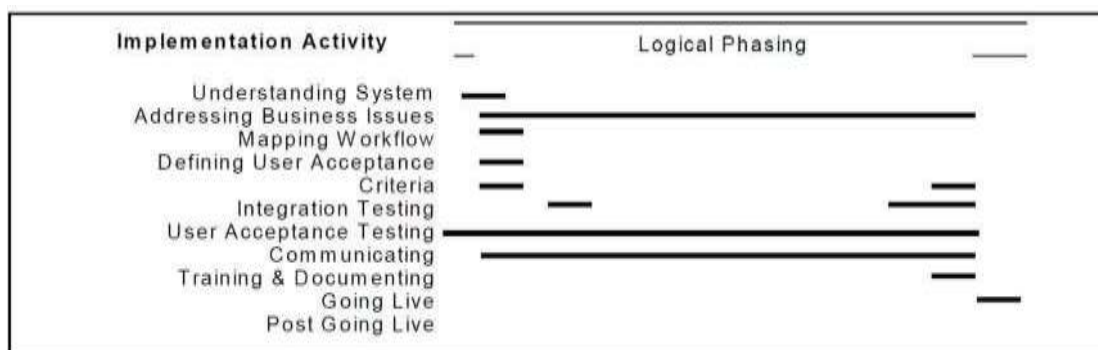 Implementation Activity
Logical Phasing
Understanding System
Addressing Business Issues
Mapping Workflow
Defining User Acceptance
Criteria
Integration Testing
User Acceptance Testing
Communicating
Training & Documenting
Going Live
Post Going Live